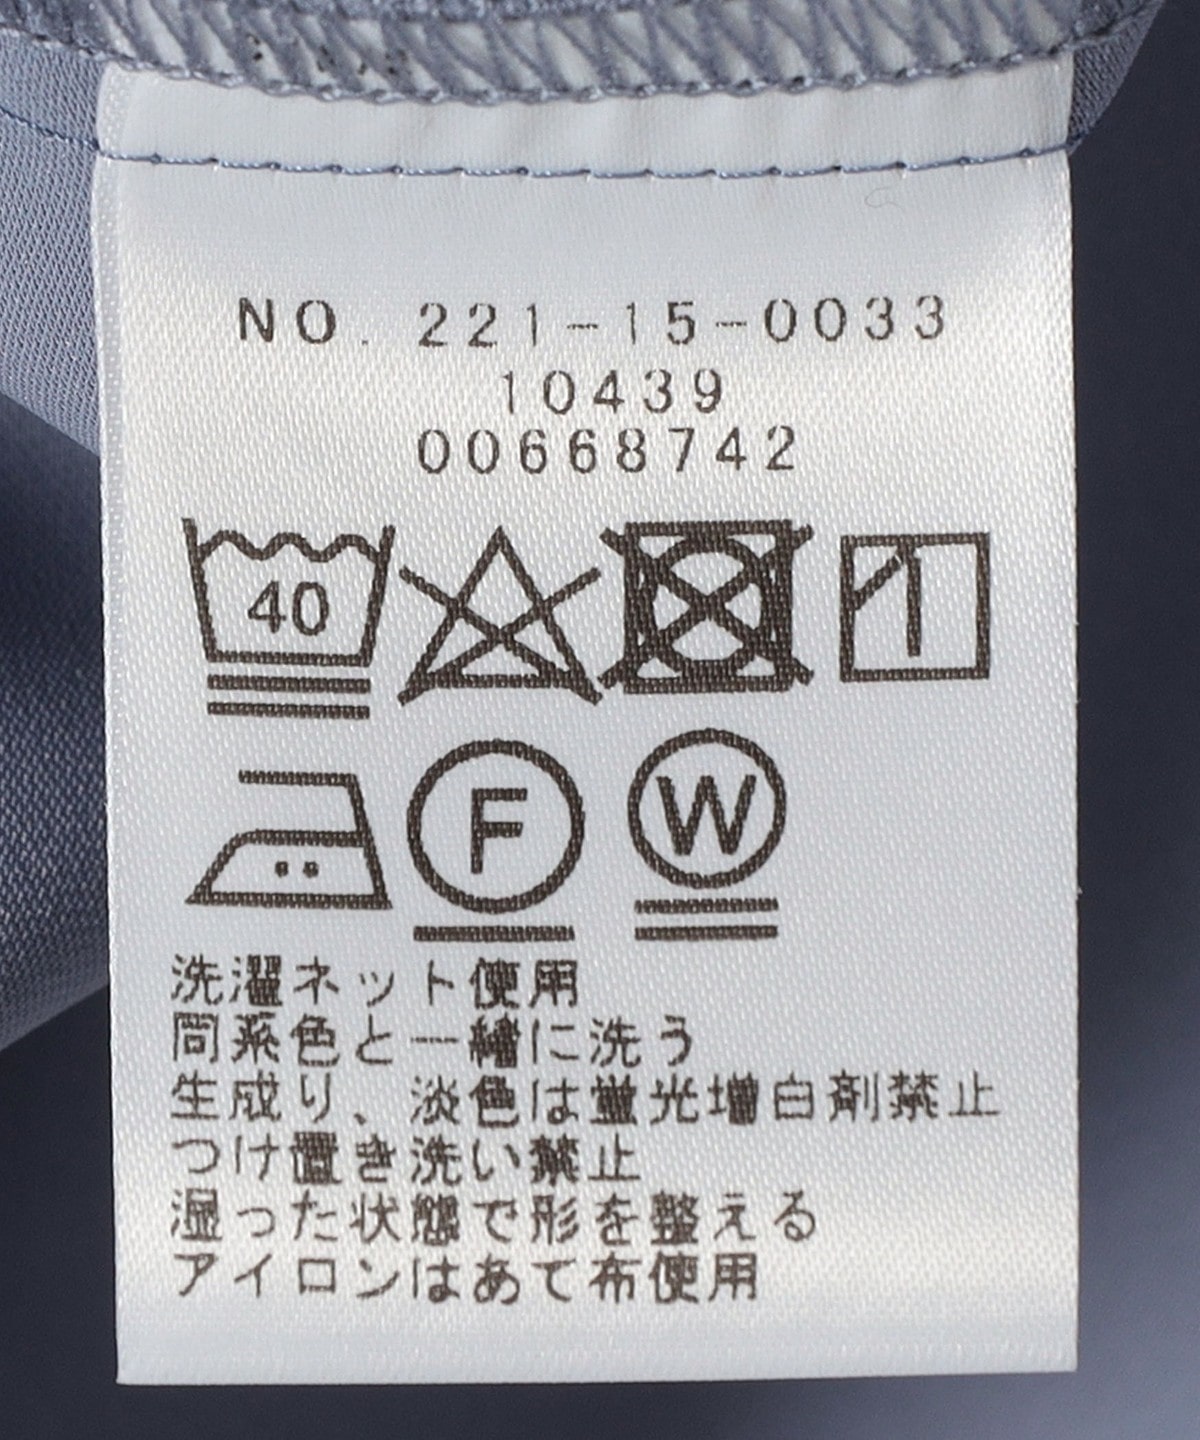 NO. 221-15-0033
10439
00668742
40
F
W
洗濯ネット使用
同系色と一緒に洗う
生成り、淡色は蛍光増白剤禁止
つけ置き洗い禁止
湿った状態で形を整える
アイロンはあて布使用